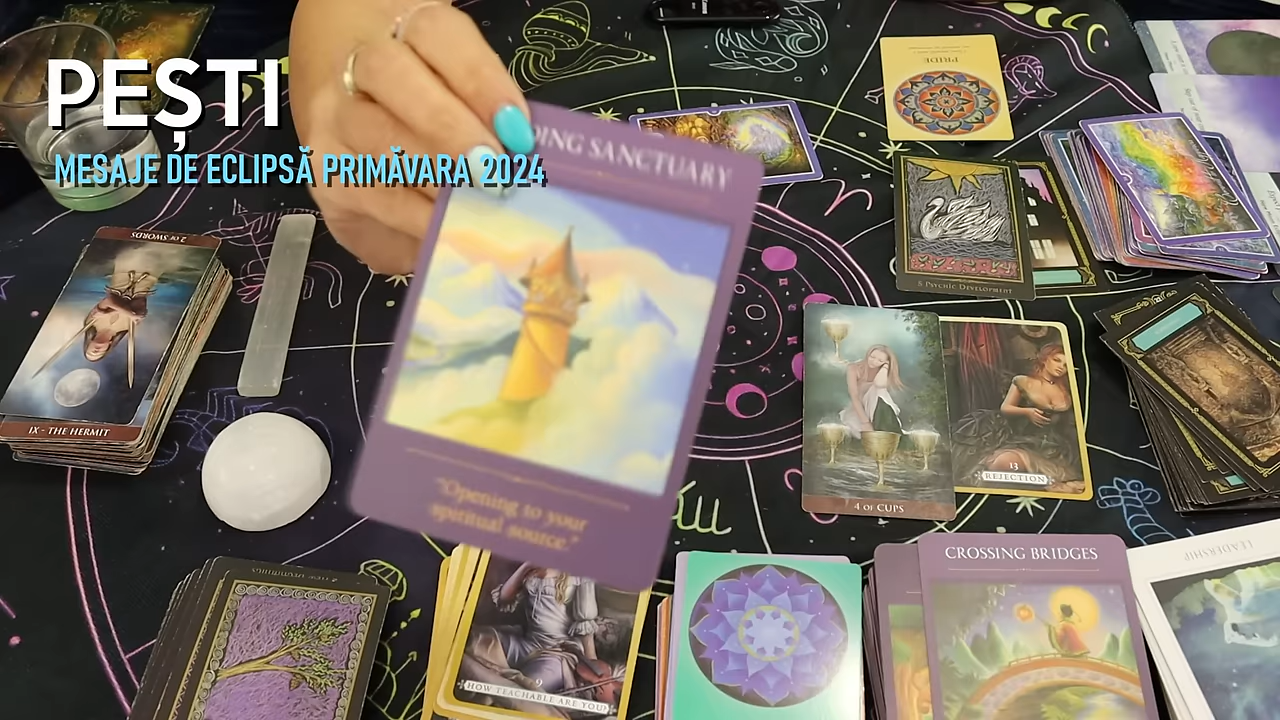 PEȘTI
MESAJE DE ECLIPSĂ PRIMĂVARA 2024
SANCTUARY
"Opening to your
spiritual source."
PRIDE
5 PSYCHIC DEVELOPMENT
2 of SWORDS
IX - THE HERMIT
4 of CUPS
13
REJECTION
9
HOW TEACHABLE ARE YOU?
CROSSING BRIDGES
LEADERSHIP